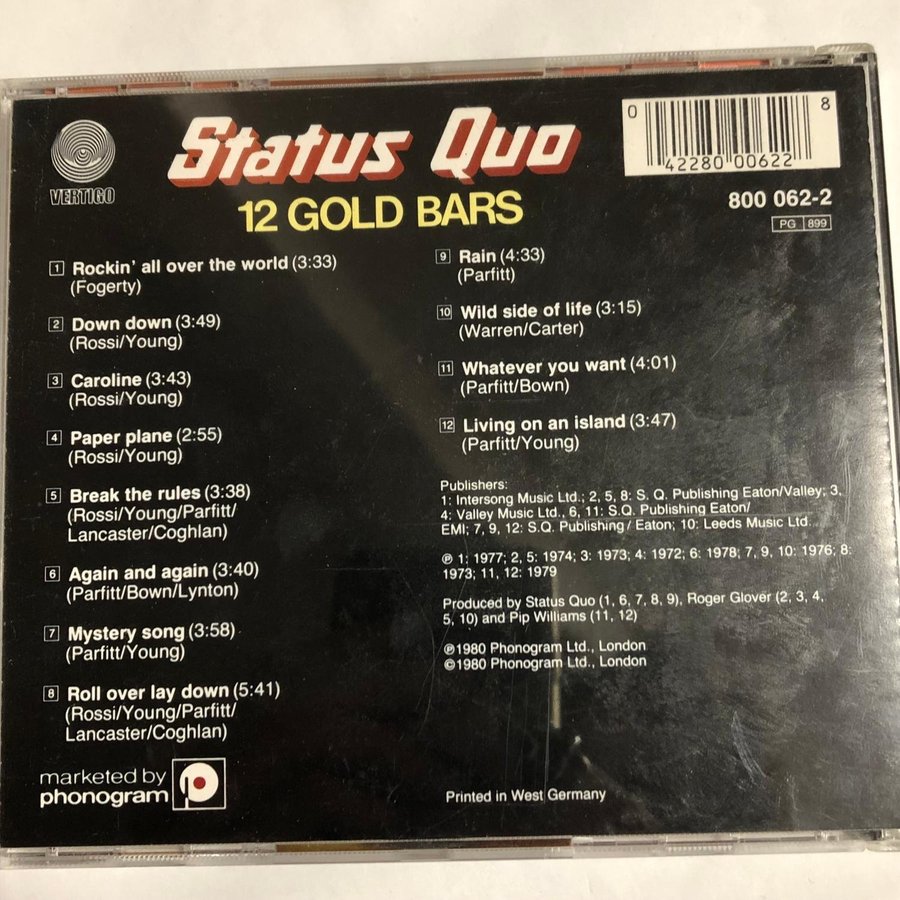 VERTIGO
Status Quo
12 GOLD BARS
0 42280 00622 8
800 062-2
PG 899
1 Rockin' all over the world (3:33)
(Fogerty)
2 Down down (3:49)
(Rossi/Young)
3 Caroline (3:43)
(Rossi/Young)
4 Paper plane (2:55)
(Rossi/Young)
5 Break the rules (3:38)
(Rossi/Young/Parfitt/
Lancaster/Coghlan)
6 Again and again (3:40)
(Parfitt/Bown/Lynton)
7 Mystery song (3:58)
(Parfitt/Young)
8 Roll over lay down (5:41)
(Rossi/Young/Parfitt/
Lancaster/Coghlan)
9 Rain (4:33)
(Parfitt)
10 Wild side of life (3:15)
(Warren/Carter)
11 Whatever you want (4:01)
(Parfitt/Bown)
12 Living on an island (3:47)
(Parfitt/Young)
Publishers:
1: Intersong Music Ltd.; 2, 5, 8: S. Q. Publishing Eaton/Valley; 3,
4: Valley Music Ltd., 6, 11: S.Q. Publishing Eaton/
EMI; 7, 9, 12: S.Q. Publishing/ Eaton; 10: Leeds Music Ltd.
℗ 1: 1977; 2, 5: 1974; 3: 1973; 4: 1972; 6: 1978; 7, 9, 10: 1976; 8:
1973; 11, 12: 1979
Produced by Status Quo (1, 6, 7, 8, 9), Roger Glover (2, 3, 4,
5, 10) and Pip Williams (11, 12)
℗1980 Phonogram Ltd., London
©1980 Phonogram Ltd., London
marketed by
phonogram
Printed in West Germany